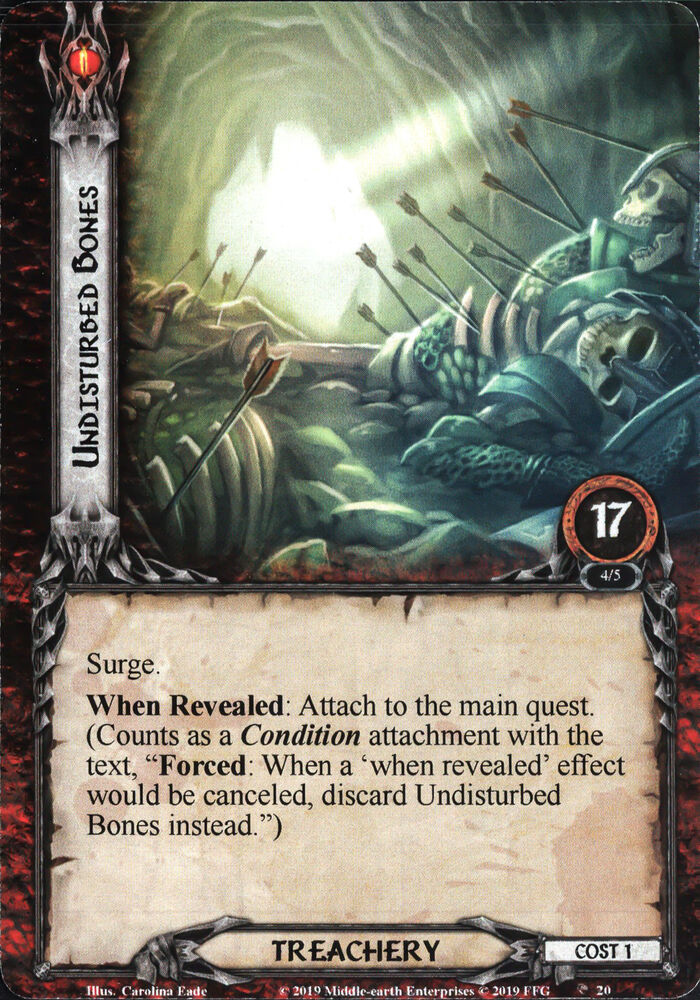 UNDISTURBED BONES
17
4/5
Surge.
When Revealed: Attach to the main quest.
(Counts as a Condition attachment with the
text, “Forced: When a ‘when revealed’ effect
would be canceled, discard Undisturbed
Bones instead.”)
TREACHERY
COST 1
Illus. Carolina Eade
© 2019 Middle-earth Enterprises © 2019 FFG
20